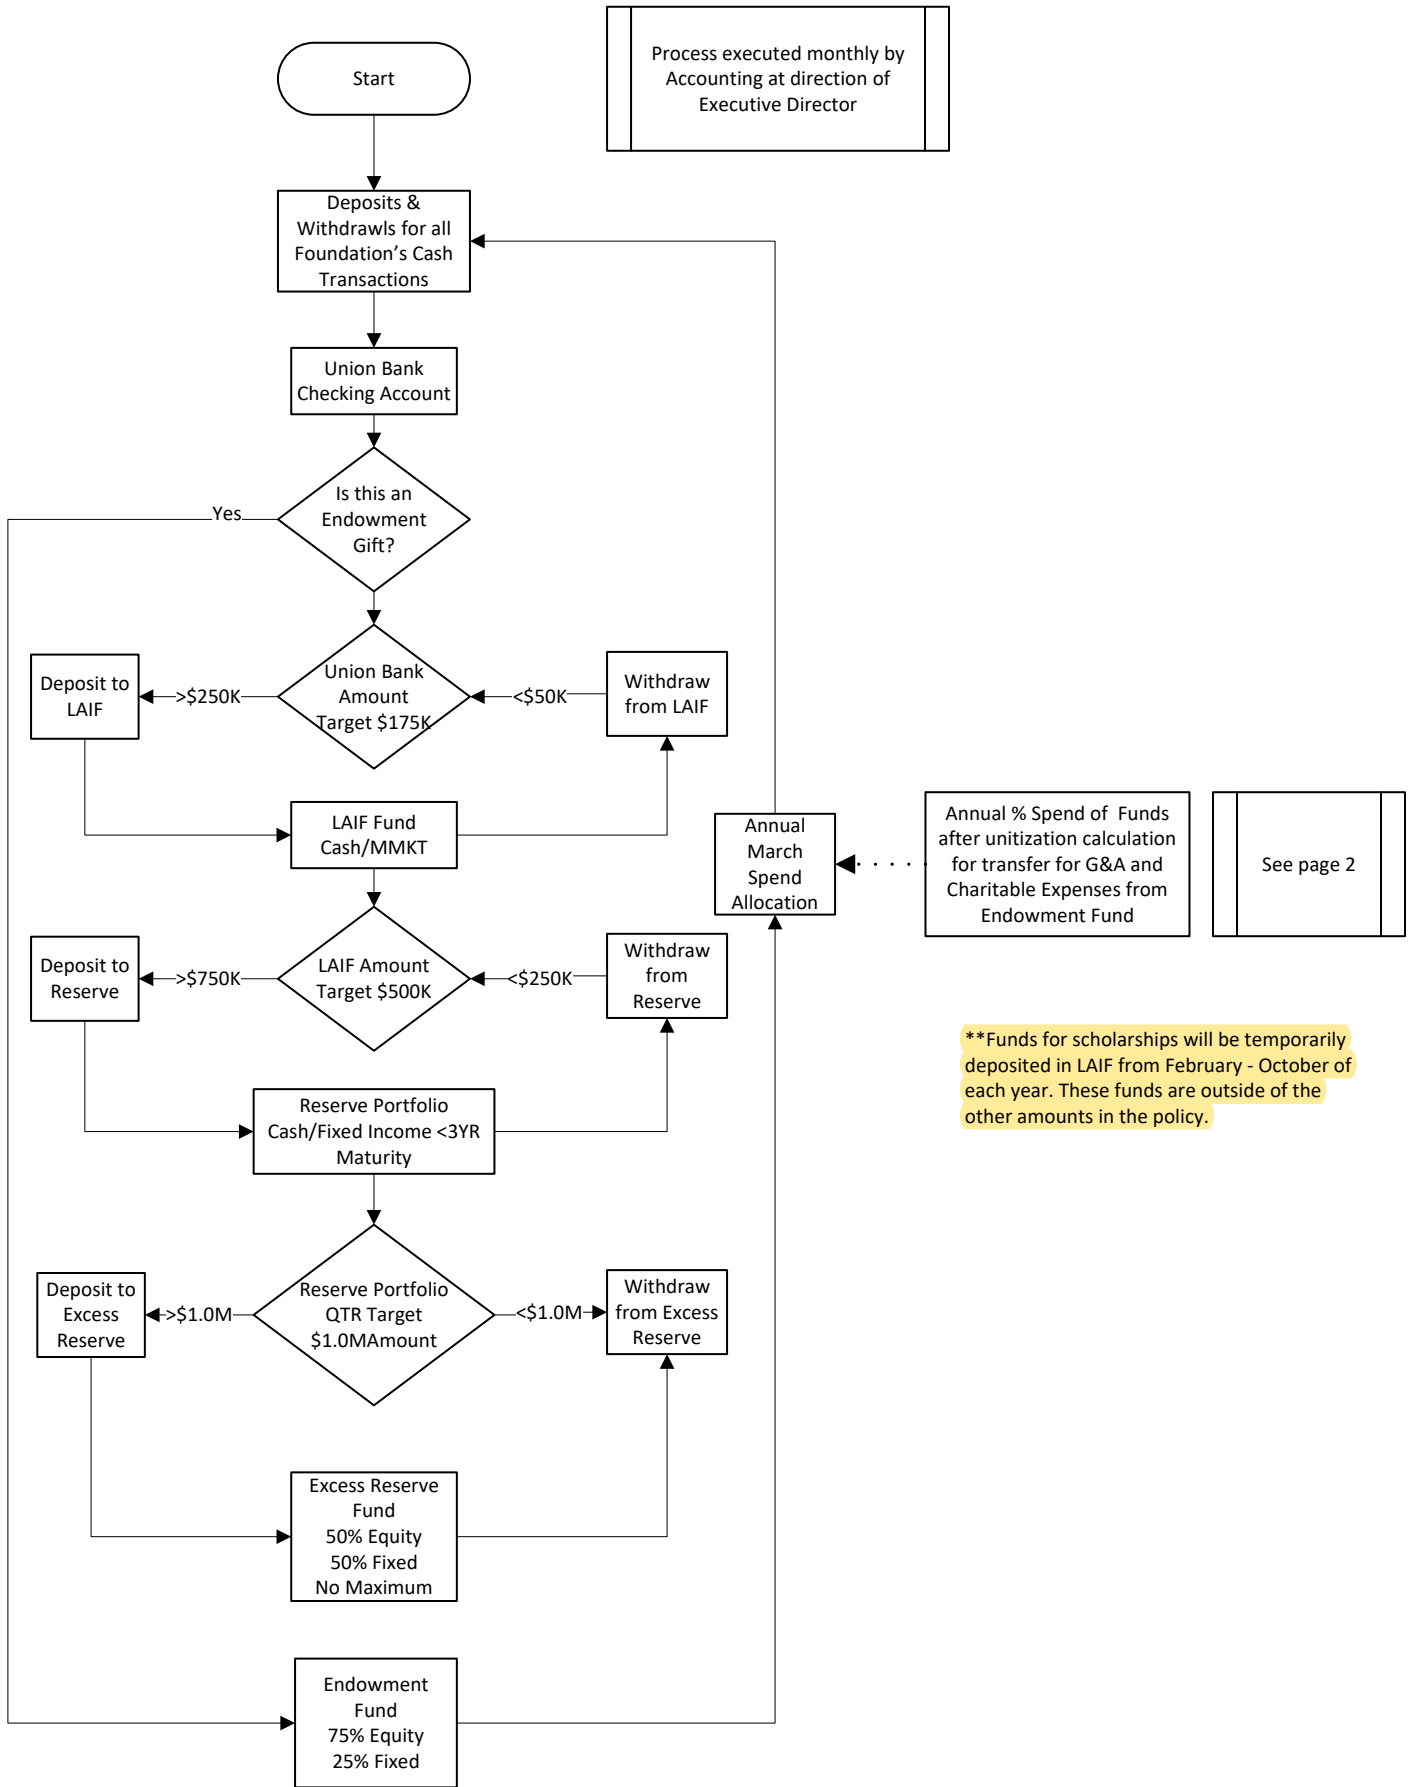 Start
Process executed monthly by
Accounting at direction of
Executive Director
Deposits &
Withdrawls for all
Foundation’s Cash
Transactions
Union Bank
Checking Account
Is this an
Endowment
Gift?
Yes
Union Bank
Amount
Target $175K
>$250K
Deposit to
LAIF
<$50K
Withdraw
from LAIF
LAIF Fund
Cash/MMKT
Annual
March
Spend
Allocation
Annual % Spend of  Funds
after unitization calculation
for transfer for G&A and
Charitable Expenses from
Endowment Fund
See page 2
LAIF Amount
Target $500K
>$750K
Deposit to
Reserve
<$250K
Withdraw
from
Reserve
**Funds for scholarships will be temporarily
deposited in LAIF from February - October of
each year. These funds are outside of the
other amounts in the policy.
Reserve Portfolio
Cash/Fixed Income <3YR
Maturity
Reserve Portfolio
QTR Target
$1.0MAmount
>$1.0M
Deposit to
Excess
Reserve
<$1.0M
Withdraw
from Excess
Reserve
Excess Reserve
Fund
50% Equity
50% Fixed
No Maximum
Endowment
Fund
75% Equity
25% Fixed